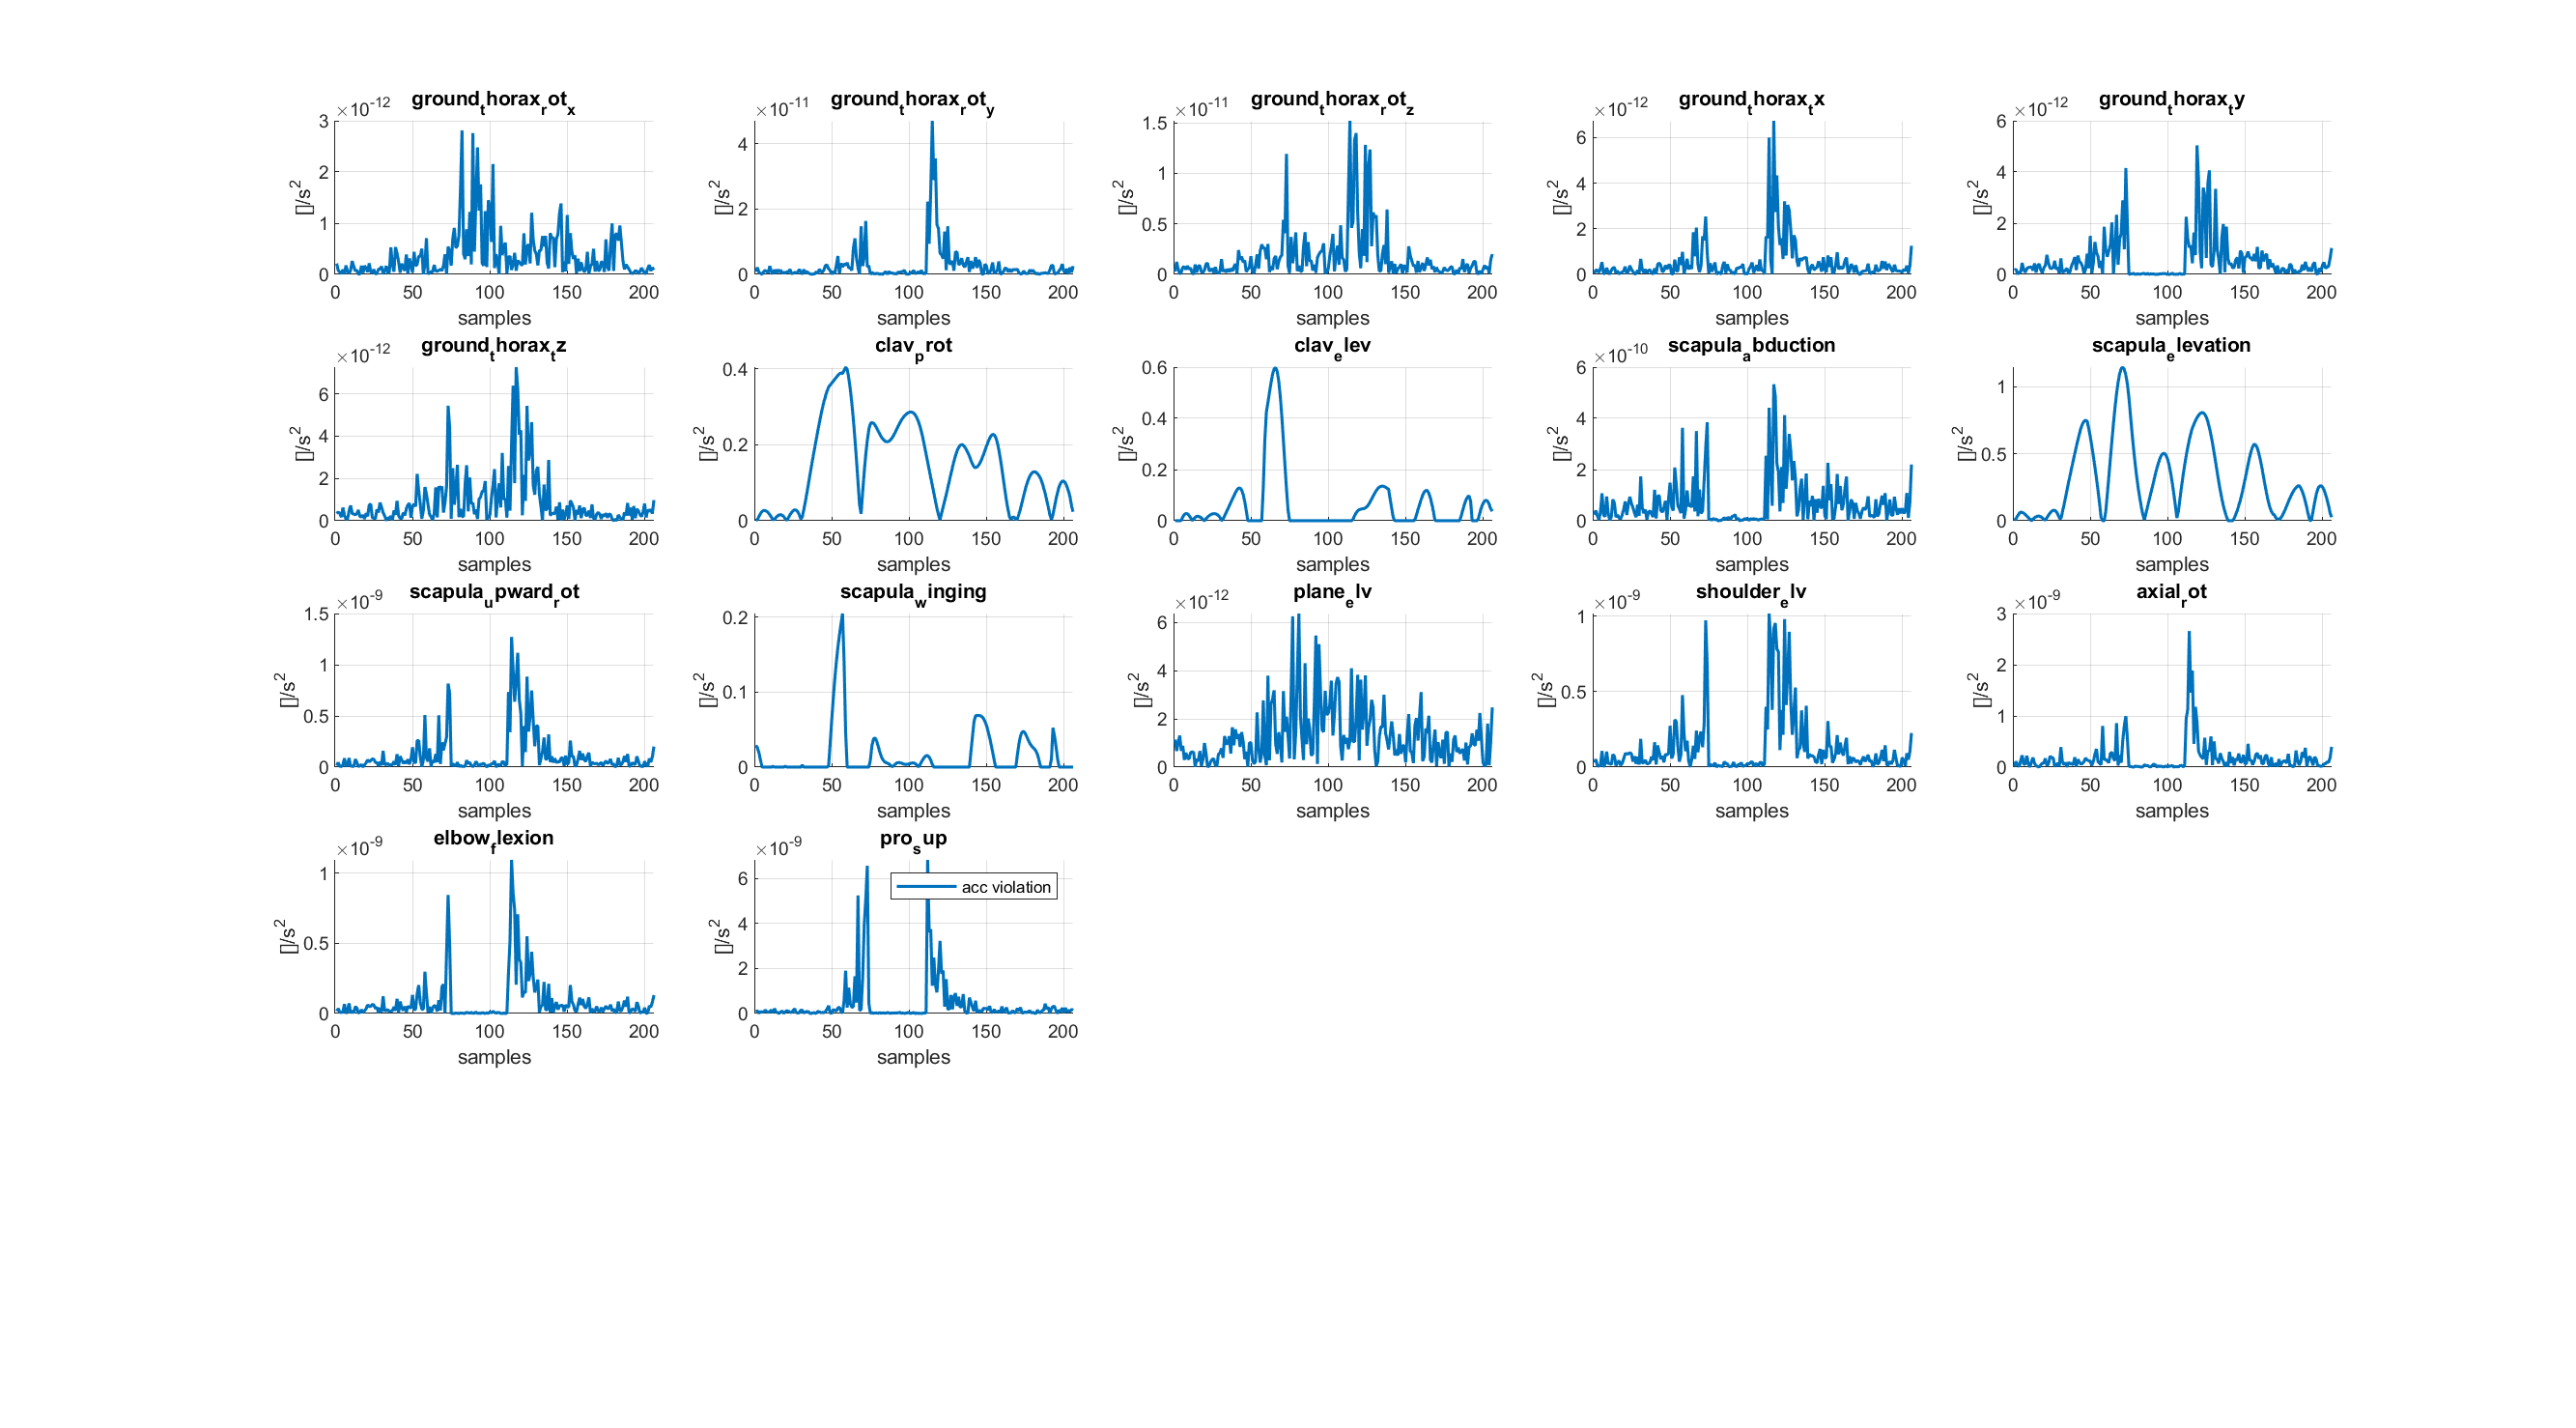 ×10-12 ground_thorax_rot_x
[]/s2
3
2
1
0
0 50 100 150 200
samples
×10-11 ground_thorax_rot_y
[]/s2
4
2
0
0 50 100 150 200
samples
×10-11 ground_thorax_rot_z
[]/s2
1.5
1
0.5
0
0 50 100 150 200
samples
×10-12 ground_thorax_tx
[]/s2
6
4
2
0
0 50 100 150 200
samples
×10-12 ground_thorax_ty
[]/s2
6
4
2
0
0 50 100 150 200
samples
×10-12 ground_thorax_tz
[]/s2
6
4
2
0
0 50 100 150 200
samples
clav_prot
[]/s2
0.4
0.2
0
0 50 100 150 200
samples
clav_elev
[]/s2
0.6
0.4
0.2
0
0 50 100 150 200
samples
×10-10 scapula_abduction
[]/s2
6
4
2
0
0 50 100 150 200
samples
scapula_elevation
[]/s2
1
0.5
0
0 50 100 150 200
samples
×10-9 scapula_upward_rot
[]/s2
1.5
1
0.5
0
0 50 100 150 200
samples
scapula_winging
[]/s2
0.2
0.1
0
0 50 100 150 200
samples
×10-12 plane_elv
[]/s2
6
4
2
0
0 50 100 150 200
samples
×10-9 shoulder_elv
[]/s2
1
0.5
0
0 50 100 150 200
samples
×10-9 axial_rot
[]/s2
3
2
1
0
0 50 100 150 200
samples
×10-9 elbow_flexion
[]/s2
1
0.5
0
0 50 100 150 200
samples
×10-9 pro_sup
[]/s2
6
4
2
0
acc violation
0 50 100 150 200
samples